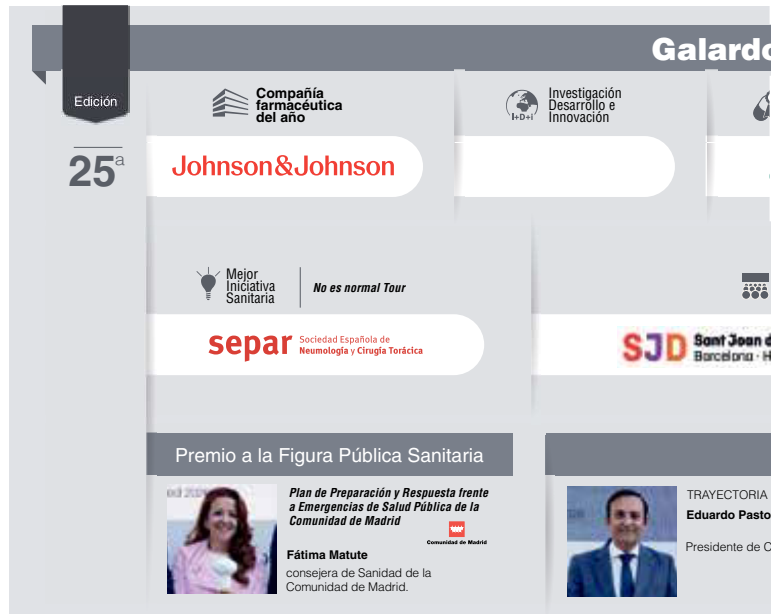 Galardo
Edición
25ª
Compañía
farmacéutica
del año
Johnson&Johnson
I+D+i
Investigación
Desarrollo e
Innovación
Mejor
Iniciativa
Sanitaria
No es normal Tour
separ
Sociedad Española de
Neumología y Cirugía Torácica
SJD
Sant Joan d
Barcelona · H
Premio a la Figura Pública Sanitaria
Plan de Preparación y Respuesta frente
a Emergencias de Salud Pública de la
Comunidad de Madrid
Comunidad de Madrid
Fátima Matute
consejera de Sanidad de la
Comunidad de Madrid.
TRAYECTORIA
Eduardo Pasto
Presidente de C